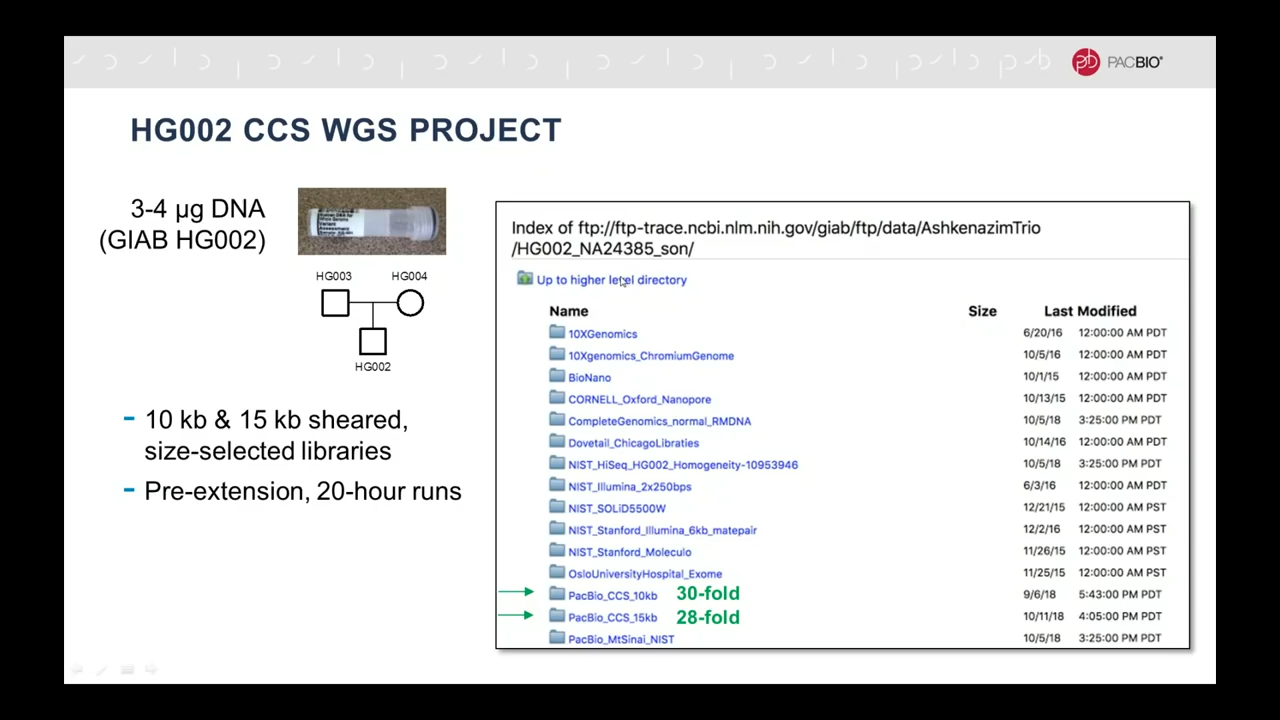 PACBIO®
HG002 CCS WGS PROJECT
3-4 µg DNA
(GIAB HG002)
HG003 HG004
HG002
- 10 kb & 15 kb sheared,
size-selected libraries
- Pre-extension, 20-hour runs
Index of ftp://ftp-trace.ncbi.nlm.nih.gov/giab/ftp/data/AshkenazimTrio
/HG002_NA24385_son/
Up to higher level directory
Name Size Last Modified
10XGenomics 6/20/16 12:00:00 AM PDT
10Xgenomics_ChromiumGenome 10/5/16 12:00:00 AM PDT
BioNano 10/1/15 12:00:00 AM PDT
CORNELL_Oxford_Nanopore 10/13/15 12:00:00 AM PDT
CompleteGenomics_normal_RMDNA 10/5/18 3:25:00 PM PDT
Dovetail_ChicagoLibraties 10/14/16 12:00:00 AM PDT
NIST_HiSeq_HG002_Homogeneity-10953946 10/5/18 3:25:00 PM PDT
NIST_Illumina_2x250bps 6/3/16 12:00:00 AM PDT
NIST_SOLiD5500W 12/21/15 12:00:00 AM PST
NIST_Stanford_Illumina_6kb_matepair 12/2/16 12:00:00 AM PST
NIST_Stanford_Moleculo 11/26/15 12:00:00 AM PST
OsloUniversityHospital_Exome 11/25/15 12:00:00 AM PST
PacBio_CCS_10kb 30-fold 9/6/18 5:43:00 PM PDT
PacBio_CCS_15kb 28-fold 10/11/18 4:05:00 PM PDT
PacBio_MtSinai_NIST 10/5/18 3:25:00 PM PDT